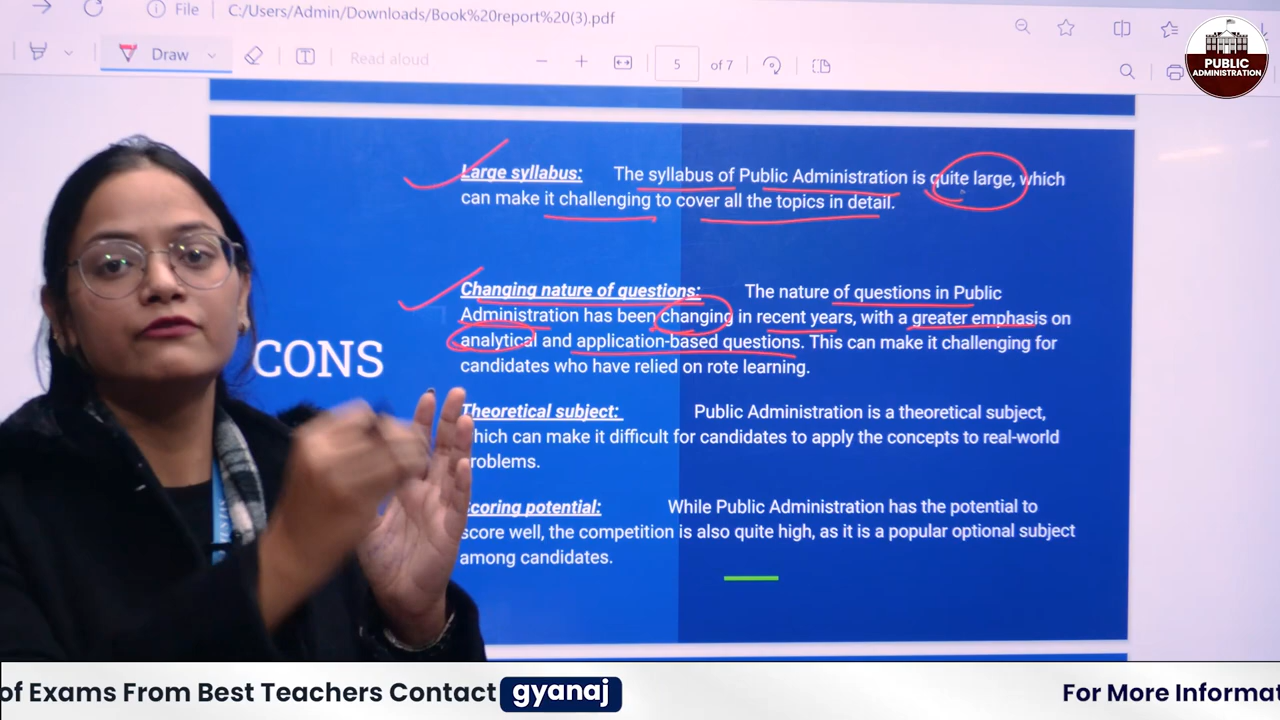 File C:/Users/Admin/Downloads/Book%20report%20(3).pdf
Draw Read aloud 5 of 7
PUBLIC
ADMINISTRATION
Large syllabus: The syllabus of Public Administration is quite large, which
can make it challenging to cover all the topics in detail.
Changing nature of questions: The nature of questions in Public
Administration has been changing in recent years, with a greater emphasis on
analytical and application-based questions. This can make it challenging for
candidates who have relied on rote learning.
CONS
Theoretical subject: Public Administration is a theoretical subject,
which can make it difficult for candidates to apply the concepts to real-world
problems.
Scoring potential: While Public Administration has the potential to
score well, the competition is also quite high, as it is a popular optional subject
among candidates.
of Exams From Best Teachers Contact gyanaj For More Informat